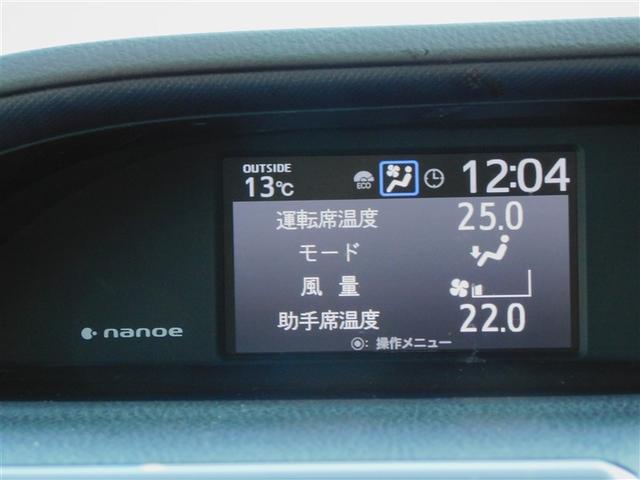 OUTSIDE
13℃ ECO 12:04
運転席温度 25.0
モード
風量
助手席温度 22.0
nanoe
◉: 操作メニュー